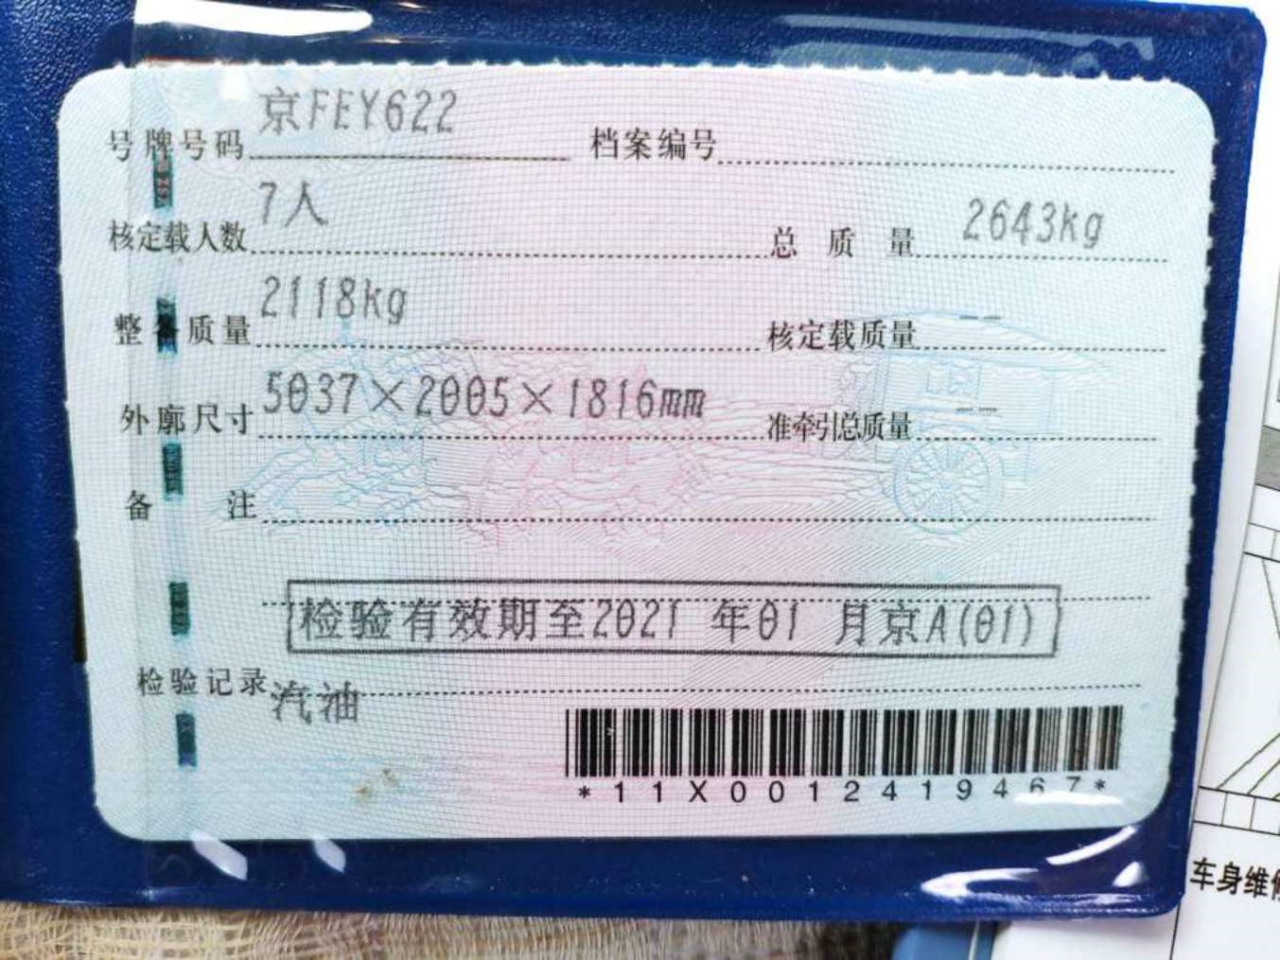 号牌号码 京FEY622 档案编号
核定载人数 7人 总质量 2643kg
整备质量 2118kg 核定载质量 --
外廓尺寸 5037×2005×1816mm 准牵引总质量 --
备注
检验有效期至2021 年01 月京A(01)
检验记录
汽油
*11X0012419467*
车身维修